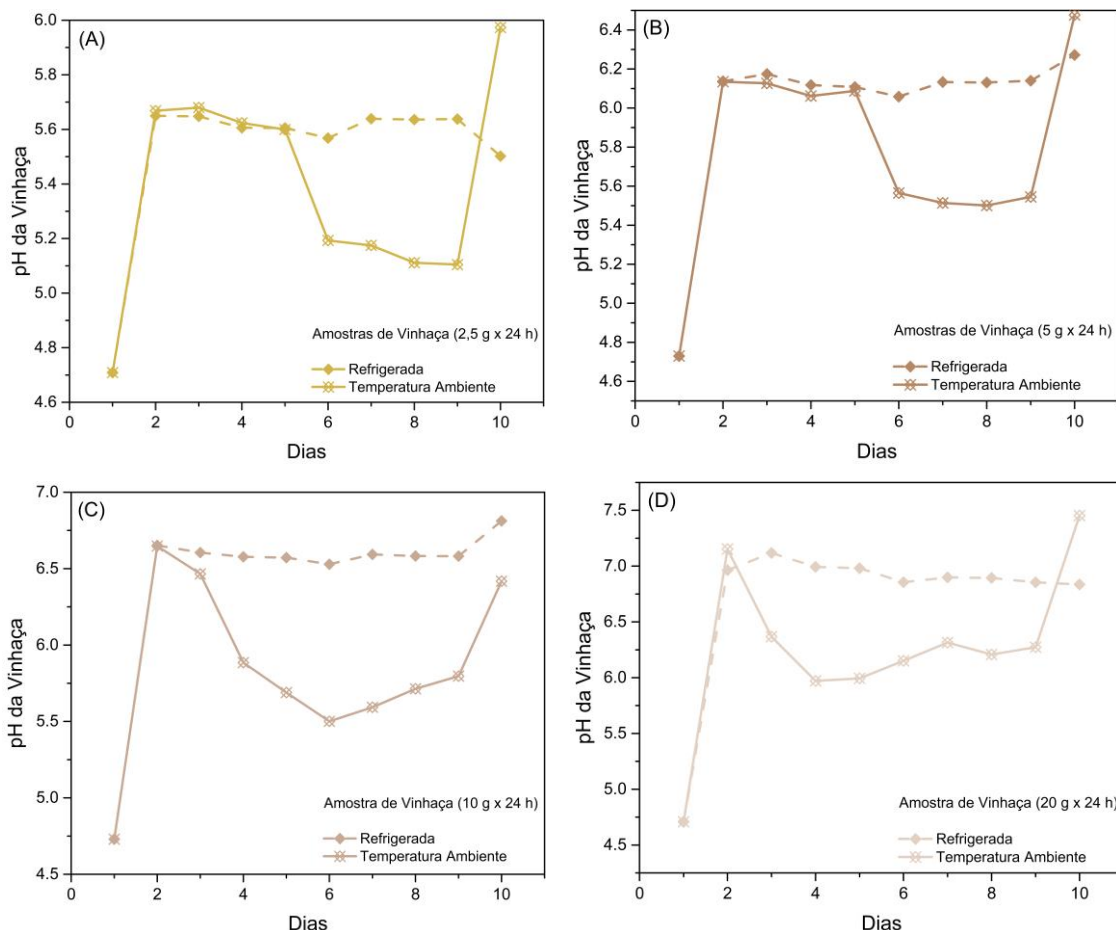 (A)
6.0
5.8
5.6
5.4
5.2
5.0
4.8
4.6
pH da Vinhaça
Amostras de Vinhaça (2,5 g x 24 h)
Refrigerada
Temperatura Ambiente
0 2 4 6 8 10
Dias
(B)
6.4
6.2
6.0
5.8
5.6
5.4
5.2
5.0
4.8
4.6
pH da Vinhaça
Amostras de Vinhaça (5 g x 24 h)
Refrigerada
Temperatura Ambiente
0 2 4 6 8 10
Dias
(C)
7.0
6.5
6.0
5.5
5.0
4.5
pH da Vinhaça
Amostra de Vinhaça (10 g x 24 h)
Refrigerada
Temperatura Ambiente
0 2 4 6 8 10
Dias
(D)
7.5
7.0
6.5
6.0
5.5
5.0
4.5
pH da Vinhaça
Amostra de Vinhaça (20 g x 24 h)
Refrigerada
Temperatura Ambiente
0 2 4 6 8 10
Dias